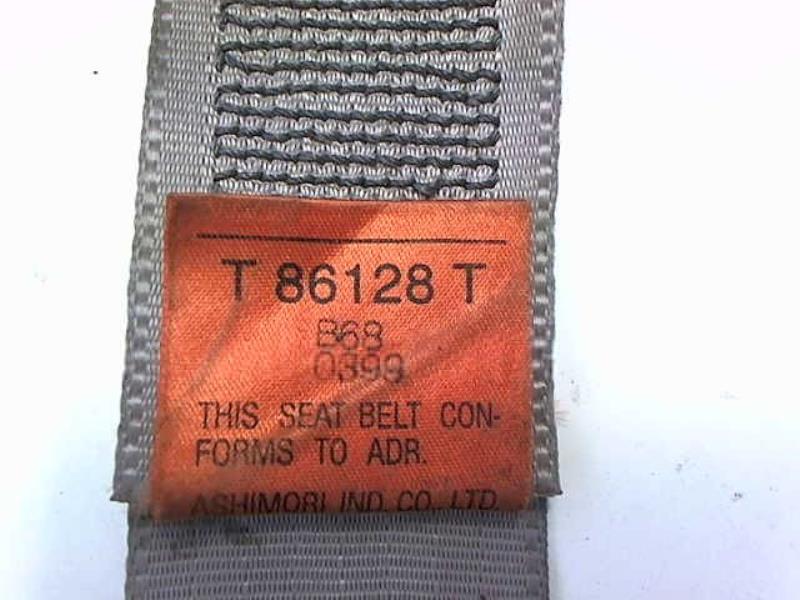 T 86128 T
B68
0399
THIS SEAT BELT CON-
FORMS TO ADR.
ASHIMORI IND. CO. LTD.